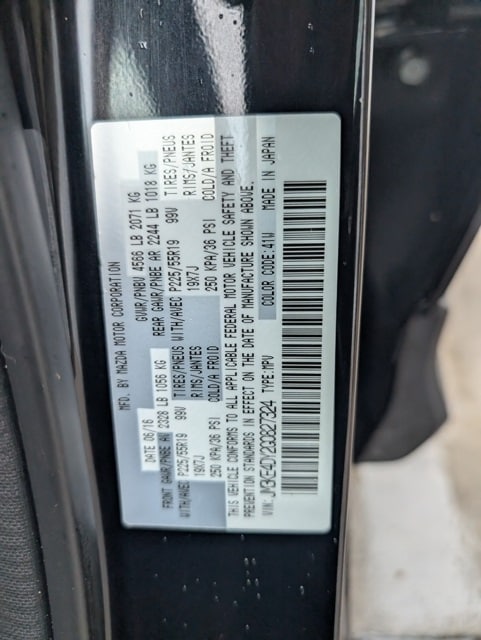 MFD. BY MAZDA MOTOR CORPORATION
DATE 06/16 GVWR/PNBV 4566 LB 2071 KG
FRONT GAWR/PNBE AV 2328 LB 1056 KG REAR GAWR/PNBE AR 2244 LB 1018 KG
WITH/AVEC P225/55R19 99V TIRES/PNEUS WITH/AVEC P225/55R19 99V TIRES/PNEUS
19X7J RIMS/JANTES 19X7J RIMS/JANTES
250 KPA/36 PSI COLD/A FROID 250 KPA/36 PSI COLD/A FROID
THIS VEHICLE CONFORMS TO ALL APPLICABLE FEDERAL MOTOR VEHICLE SAFETY AND THEFT
PREVENTION STANDARDS IN EFFECT ON THE DATE OF MANUFACTURE SHOWN ABOVE.
VIN: TYPE:MPV COLOR CODE:41W MADE IN JAPAN